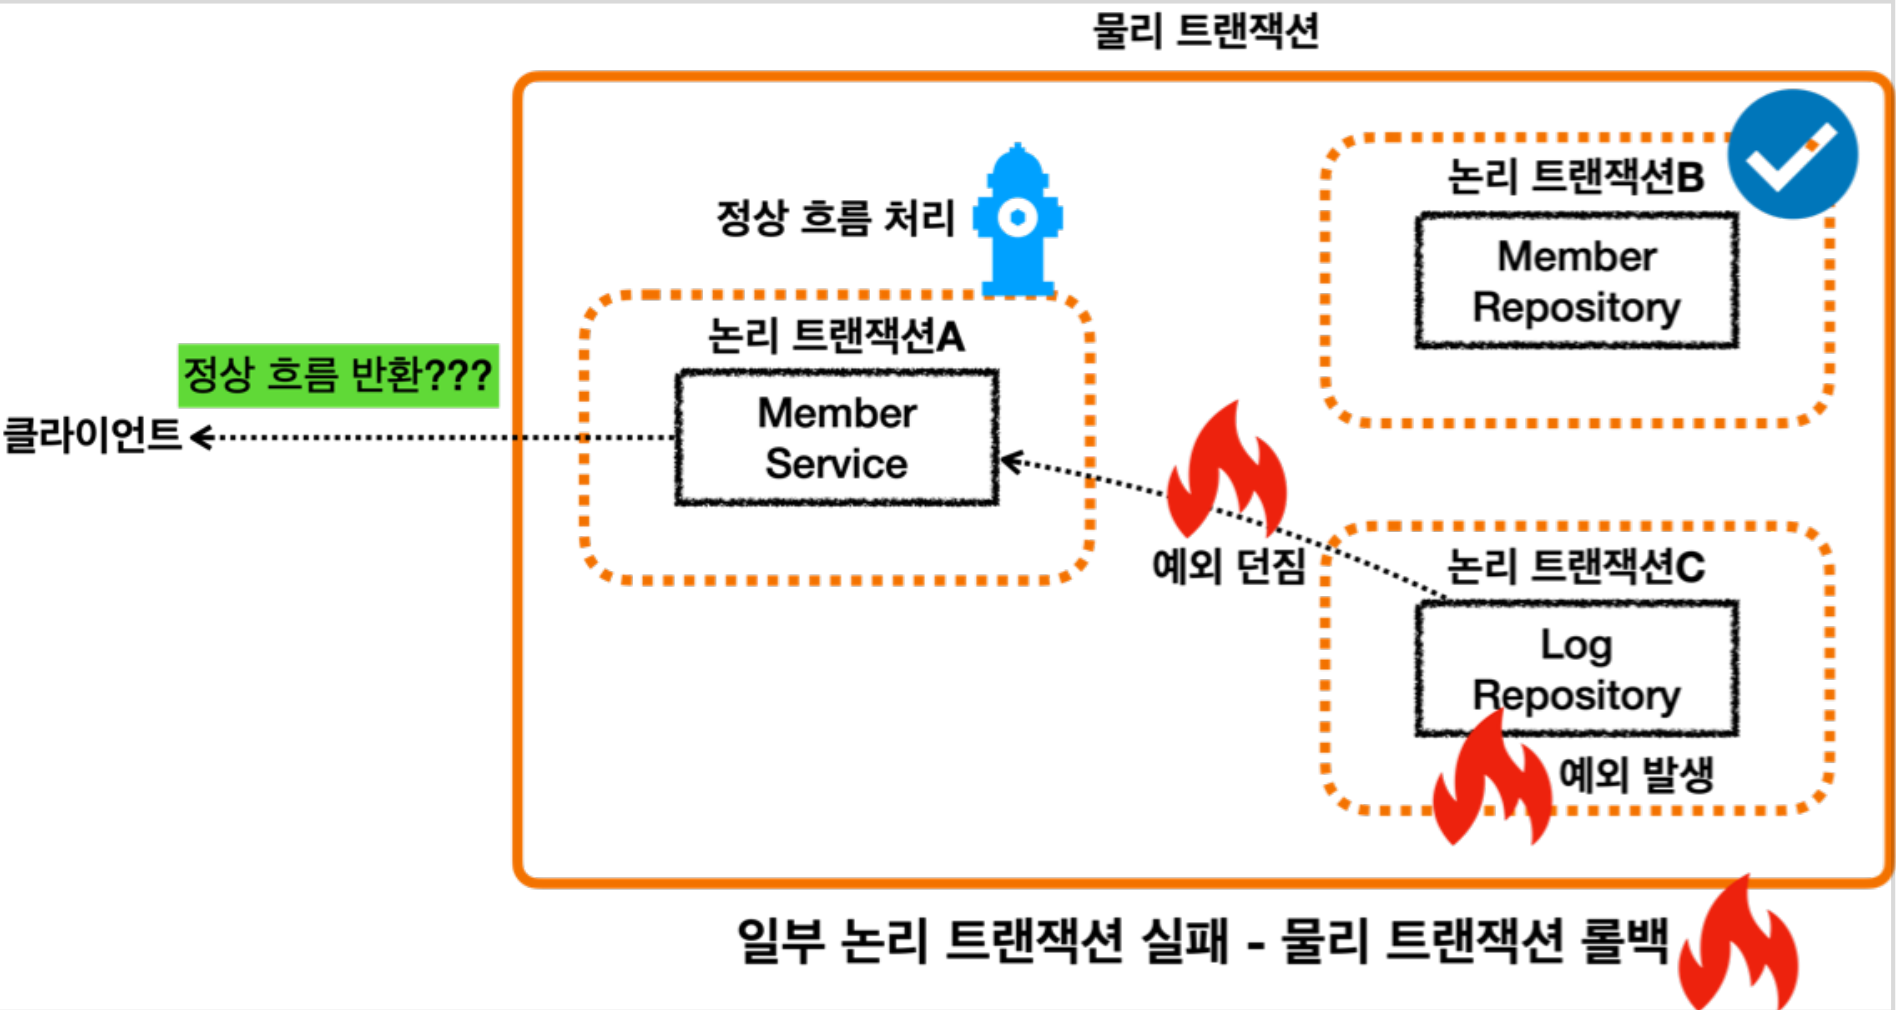 물리 트랜잭션
논리 트랜잭션B
Member
Repository
정상 흐름 처리
논리 트랜잭션A
Member
Service
정상 흐름 반환???
클라이언트
예외 던짐
논리 트랜잭션C
Log
Repository
예외 발생
일부 논리 트랜잭션 실패 - 물리 트랜잭션 롤백